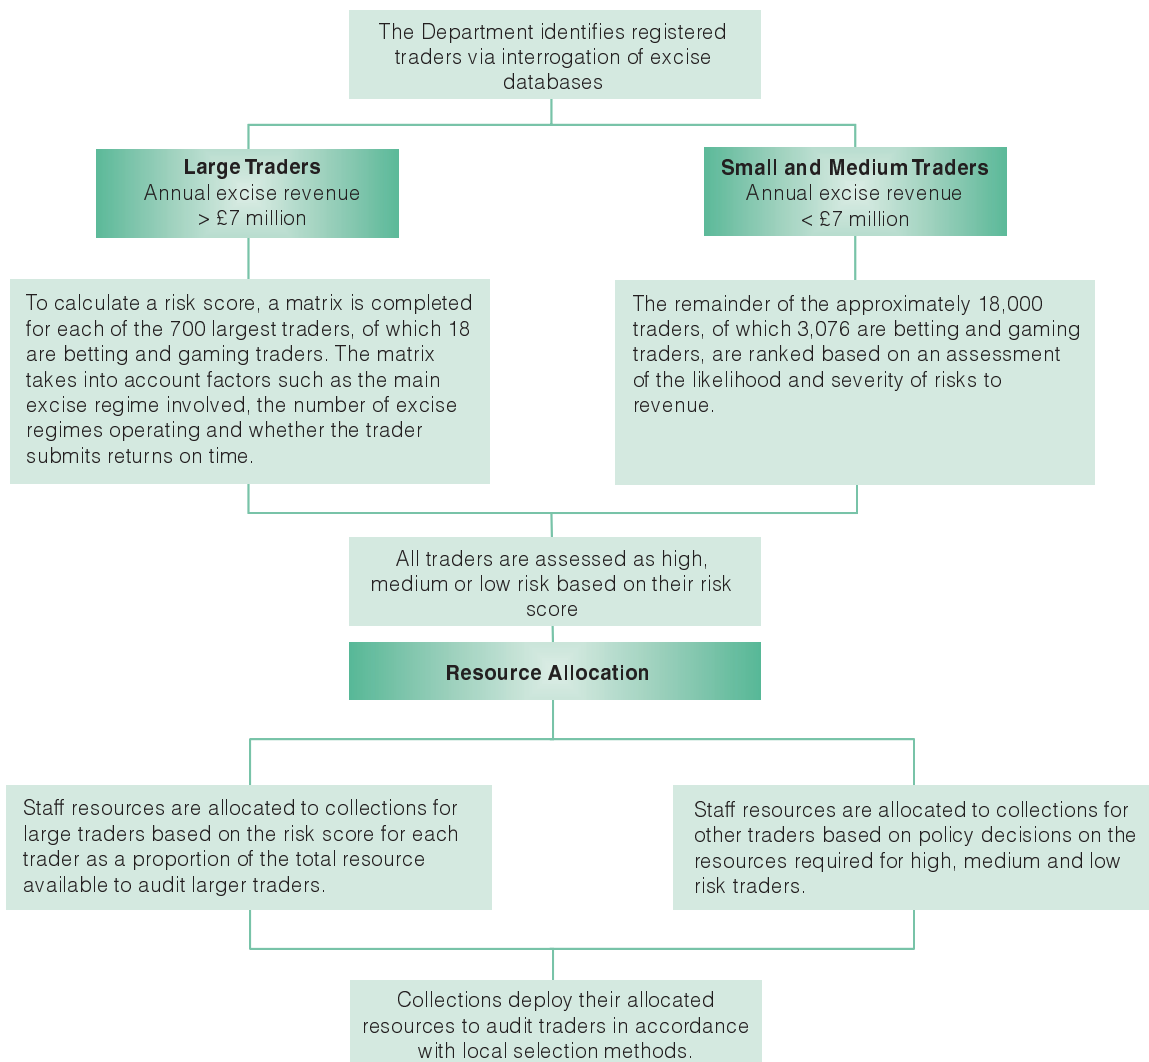 The Department identifies registered
traders via interrogation of excise
databases
Large Traders
Annual excise revenue
> £7 million
Small and Medium Traders
Annual excise revenue
< £7 million
To calculate a risk score, a matrix is completed
for each of the 700 largest traders, of which 18
are betting and gaming traders. The matrix
takes into account factors such as the main
excise regime involved, the number of excise
regimes operating and whether the trader
submits returns on time.
The remainder of the approximately 18,000
traders, of which 3,076 are betting and gaming
traders, are ranked based on an assessment
of the likelihood and severity of risks to
revenue.
All traders are assessed as high,
medium or low risk based on their risk
score
Resource Allocation
Staff resources are allocated to collections for
large traders based on the risk score for each
trader as a proportion of the total resource
available to audit larger traders.
Staff resources are allocated to collections for
other traders based on policy decisions on the
resources required for high, medium and low
risk traders.
Collections deploy their allocated
resources to audit traders in accordance
with local selection methods.